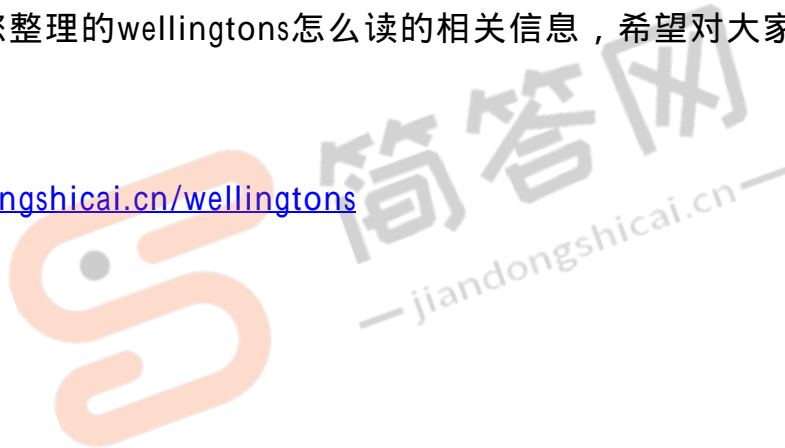 整理的wellingtons怎么读的相关信息，希望对大家
ngshicai.cn/wellingtons
简答网
— jiandongshicai.cn —